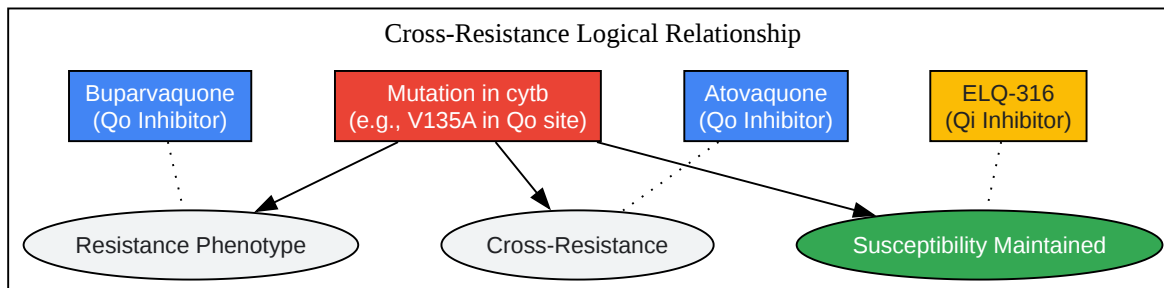 Cross-Resistance Logical Relationship
Buparvaquone
(Qo Inhibitor)
Mutation in cytb
(e.g., V135A in Qo site)
Atovaquone
(Qo Inhibitor)
ELQ-316
(Qi Inhibitor)
Resistance Phenotype
Cross-Resistance
Susceptibility Maintained